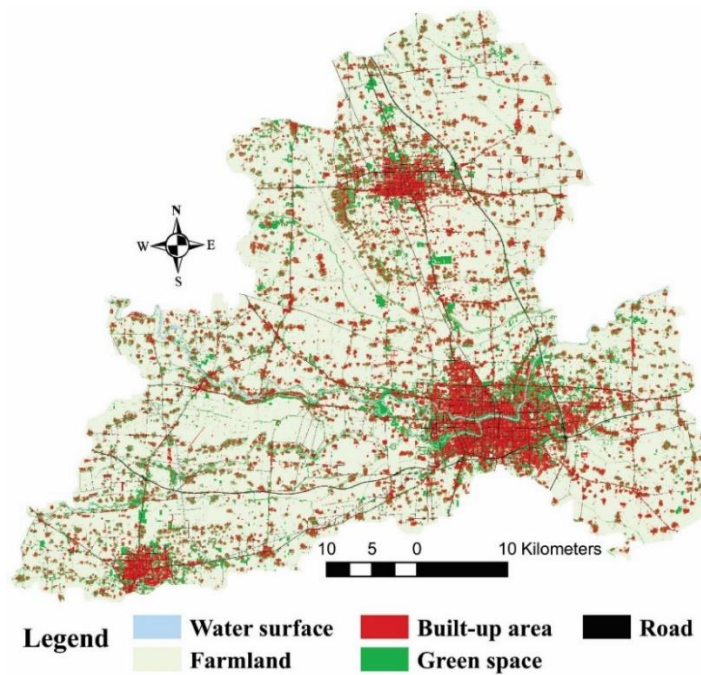 N
W E
S
10 5 0 10 Kilometers
Legend Water surface Built-up area Road
Farmland Green space